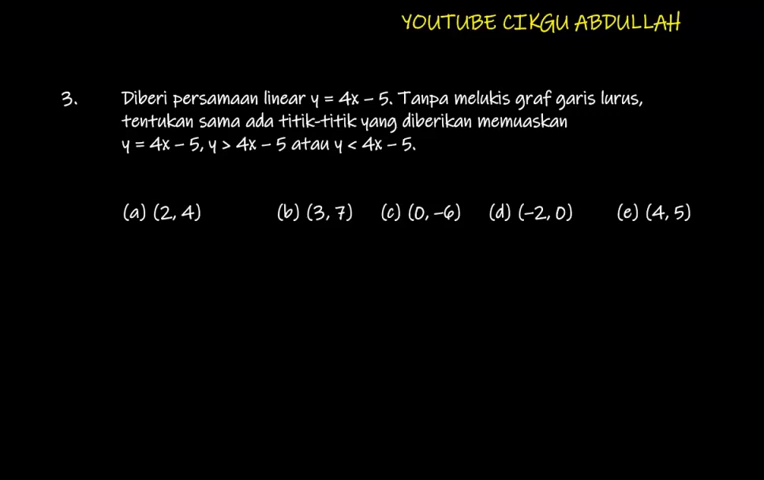 YOUTUBE CIKGU ABDULLAH
3. Diberi persamaan linear y = 4x – 5. Tanpa melukis graf garis lurus,
tentukan sama ada titik-titik yang diberikan memuaskan
y = 4x – 5, y > 4x – 5 atau y < 4x – 5.
(a) (2, 4) (b) (3, 7) (c) (0, –6) (d) (–2, 0) (e) (4, 5)